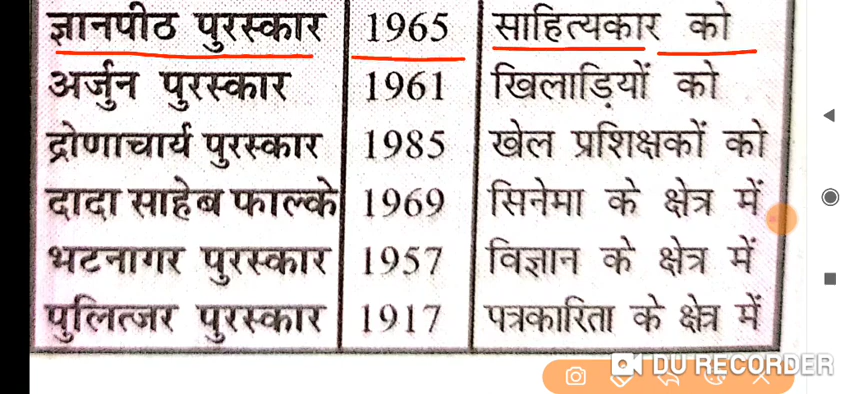 ज्ञानपीठ पुरस्कार 1965 साहित्यकार को
अर्जुन पुरस्कार 1961 खिलाड़ियों को
द्रोणाचार्य पुरस्कार 1985 खेल प्रशिक्षकों को
दादा साहेब फाल्के 1969 सिनेमा के क्षेत्र में
भटनागर पुरस्कार 1957 विज्ञान के क्षेत्र में
पुलित्जर पुरस्कार 1917 पत्रकारिता के क्षेत्र में
DU RECORDER